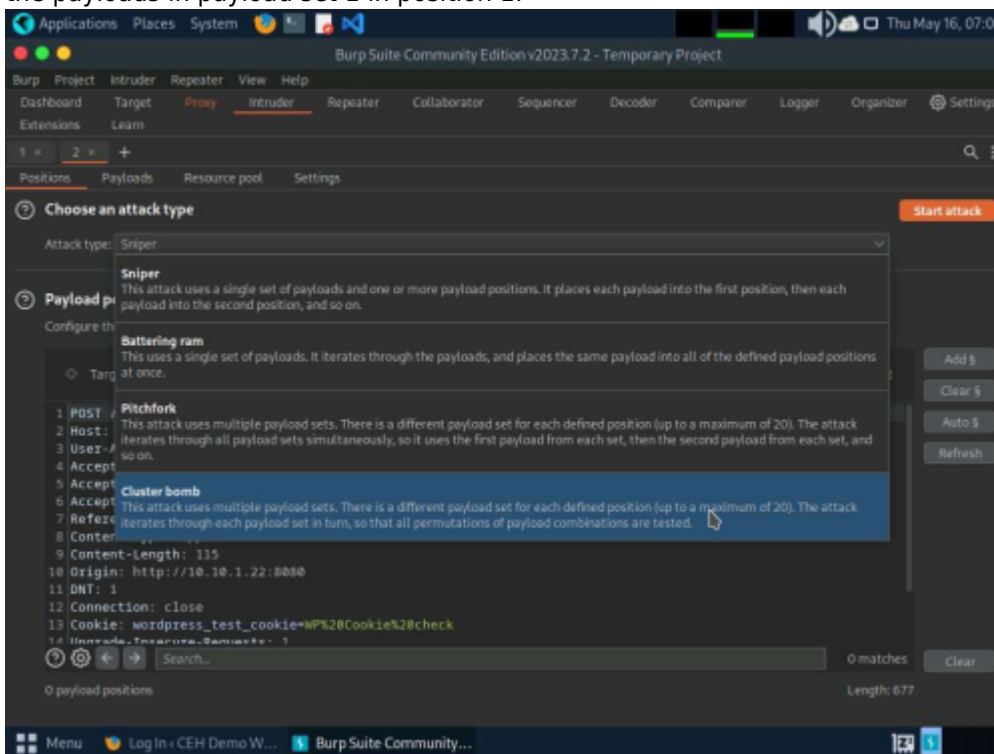 the payloads in payload set 1 in position 1.
Applications Places System Thu May 16, 07:0
Burp Suite Community Edition v2023.7.2 - Temporary Project
Burp Project Intruder Repeater View Help
Dashboard Target Proxy Intruder Repeater Collaborator Sequencer Decoder Comparer Logger Organizer Settings
Extensions Learn
1 × 2 × +
Positions Payloads Resource pool Settings
Choose an attack type
Start attack
Attack type: Sniper
Sniper
This attack uses a single set of payloads and one or more payload positions. It places each payload into the first position, then each
payload into the second position, and so on.
Payload po
Configure th
Battering ram
This uses a single set of payloads. It iterates through the payloads, and places the same payload into all of the defined payload positions
at once.
Targ
Add §
Clear §
Auto §
Refresh
Pitchfork
This attack uses multiple payload sets. There is a different payload set for each defined position (up to a maximum of 20). The attack
iterates through all payload sets simultaneously, so it uses the first payload from each set, then the second payload from each set, and
so on.
Cluster bomb
This attack uses multiple payload sets. There is a different payload set for each defined position (up to a maximum of 20). The attack
iterates through each payload set in turn, so that all permutations of payload combinations are tested.
1 POST /
2 Host:
3 User-A
4 Accept
5 Accept
6 Accept
7 Refere
8 Conten
9 Content-Length: 115
10 Origin: http://10.10.1.22:8080
11 DNT: 1
12 Connection: close
13 Cookie: wordpress_test_cookie=WP%20Cookie%20check
14 Upgrade-Insecure-Requests: 1
Search...
0 matches
Clear
0 payload positions
Length: 677
Menu Log In ‹ CEH Demo W... Burp Suite Community...